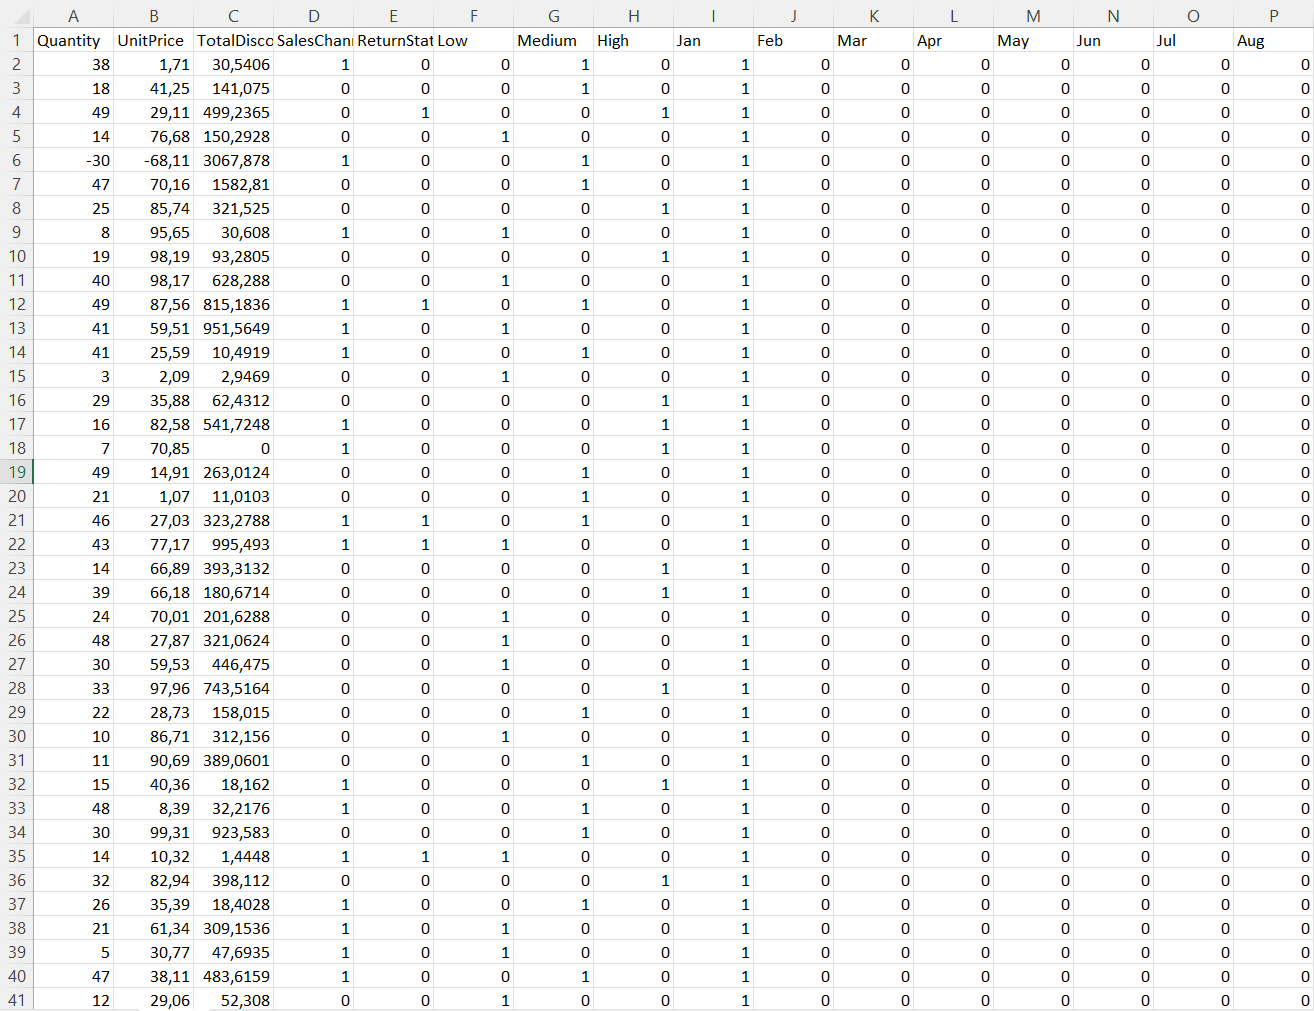 A B C D E F G H I J K L M N O P
1 Quantity UnitPrice TotalDisco SalesChann ReturnStat Low Medium High Jan Feb Mar Apr May Jun Jul Aug
2 38 1,71 30,5406 1 0 0 1 0 1 0 0 0 0 0 0 0
3 18 41,25 141,075 0 0 0 1 0 1 0 0 0 0 0 0 0
4 49 29,11 499,2365 0 1 0 0 1 1 0 0 0 0 0 0 0
5 14 76,68 150,2928 0 0 1 0 0 1 0 0 0 0 0 0 0
6 -30 -68,11 3067,878 1 0 0 1 0 1 0 0 0 0 0 0 0
7 47 70,16 1582,81 0 0 0 1 0 1 0 0 0 0 0 0 0
8 25 85,74 321,525 0 0 0 0 1 1 0 0 0 0 0 0 0
9 8 95,65 30,608 1 0 1 0 0 1 0 0 0 0 0 0 0
10 19 98,19 93,2805 0 0 0 0 1 1 0 0 0 0 0 0 0
11 40 98,17 628,288 0 0 1 0 0 1 0 0 0 0 0 0 0
12 49 87,56 815,1836 1 1 0 1 0 1 0 0 0 0 0 0 0
13 41 59,51 951,5649 1 0 1 0 0 1 0 0 0 0 0 0 0
14 41 25,59 10,4919 1 0 0 1 0 1 0 0 0 0 0 0 0
15 3 2,09 2,9469 0 0 1 0 0 1 0 0 0 0 0 0 0
16 29 35,88 62,4312 0 0 0 0 1 1 0 0 0 0 0 0 0
17 16 82,58 541,7248 1 0 0 0 1 1 0 0 0 0 0 0 0
18 7 70,85 0 1 0 0 0 1 1 0 0 0 0 0 0 0
19 49 14,91 263,0124 0 0 0 1 0 1 0 0 0 0 0 0 0
20 21 1,07 11,0103 0 0 0 1 0 1 0 0 0 0 0 0 0
21 46 27,03 323,2788 1 1 0 1 0 1 0 0 0 0 0 0 0
22 43 77,17 995,493 1 1 1 0 0 1 0 0 0 0 0 0 0
23 14 66,89 393,3132 0 0 0 0 1 1 0 0 0 0 0 0 0
24 39 66,18 180,6714 0 0 0 0 1 1 0 0 0 0 0 0 0
25 24 70,01 201,6288 0 0 1 0 0 1 0 0 0 0 0 0 0
26 48 27,87 321,0624 0 0 1 0 0 1 0 0 0 0 0 0 0
27 30 59,53 446,475 0 0 1 0 0 1 0 0 0 0 0 0 0
28 33 97,96 743,5164 0 0 0 0 1 1 0 0 0 0 0 0 0
29 22 28,73 158,015 0 0 0 1 0 1 0 0 0 0 0 0 0
30 10 86,71 312,156 0 0 1 0 0 1 0 0 0 0 0 0 0
31 11 90,69 389,0601 0 0 0 1 0 1 0 0 0 0 0 0 0
32 15 40,36 18,162 1 0 0 0 1 1 0 0 0 0 0 0 0
33 48 8,39 32,2176 1 0 0 1 0 1 0 0 0 0 0 0 0
34 30 99,31 923,583 0 0 0 1 0 1 0 0 0 0 0 0 0
35 14 10,32 1,4448 1 1 1 0 0 1 0 0 0 0 0 0 0
36 32 82,94 398,112 0 0 0 0 1 1 0 0 0 0 0 0 0
37 26 35,39 18,4028 1 0 0 1 0 1 0 0 0 0 0 0 0
38 21 61,34 309,1536 1 0 1 0 0 1 0 0 0 0 0 0 0
39 5 30,77 47,6935 1 0 1 0 0 1 0 0 0 0 0 0 0
40 47 38,11 483,6159 1 0 0 1 0 1 0 0 0 0 0 0 0
41 12 29,06 52,308 0 0 1 0 0 1 0 0 0 0 0 0 0